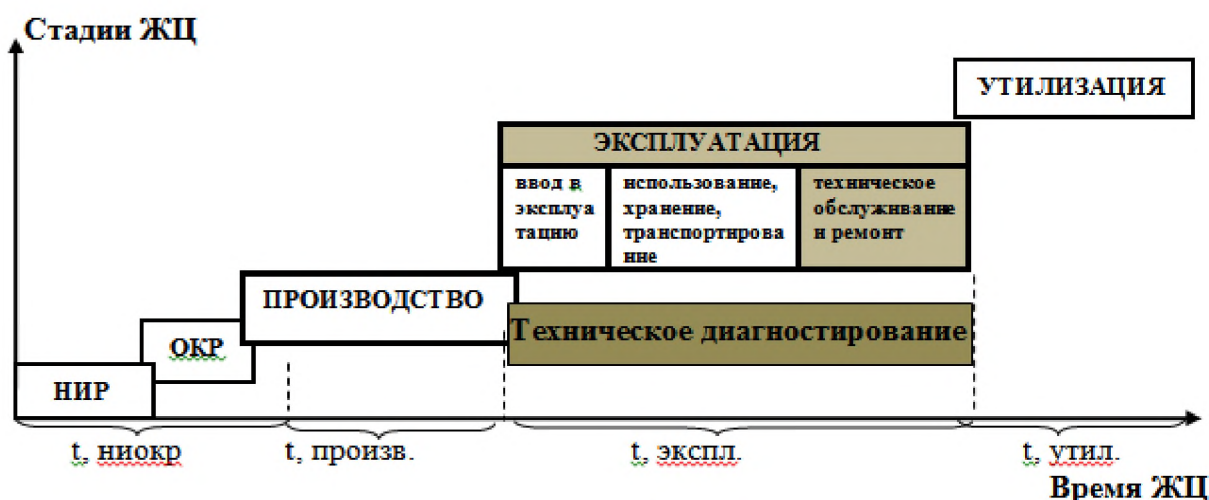 Стадии ЖЦ
УТИЛИЗАЦИЯ
ЭКСПЛУАТАЦИЯ
ввод в
эксплуа
тацию
использование,
хранение,
транспортирова
ние
техническое
обслуживание
и ремонт
ПРОИЗВОДСТВО
Техническое диагностирование
ОКР
НИР
t, ниокр
t, произв.
t, экспл.
t, утил.
Время ЖЦ